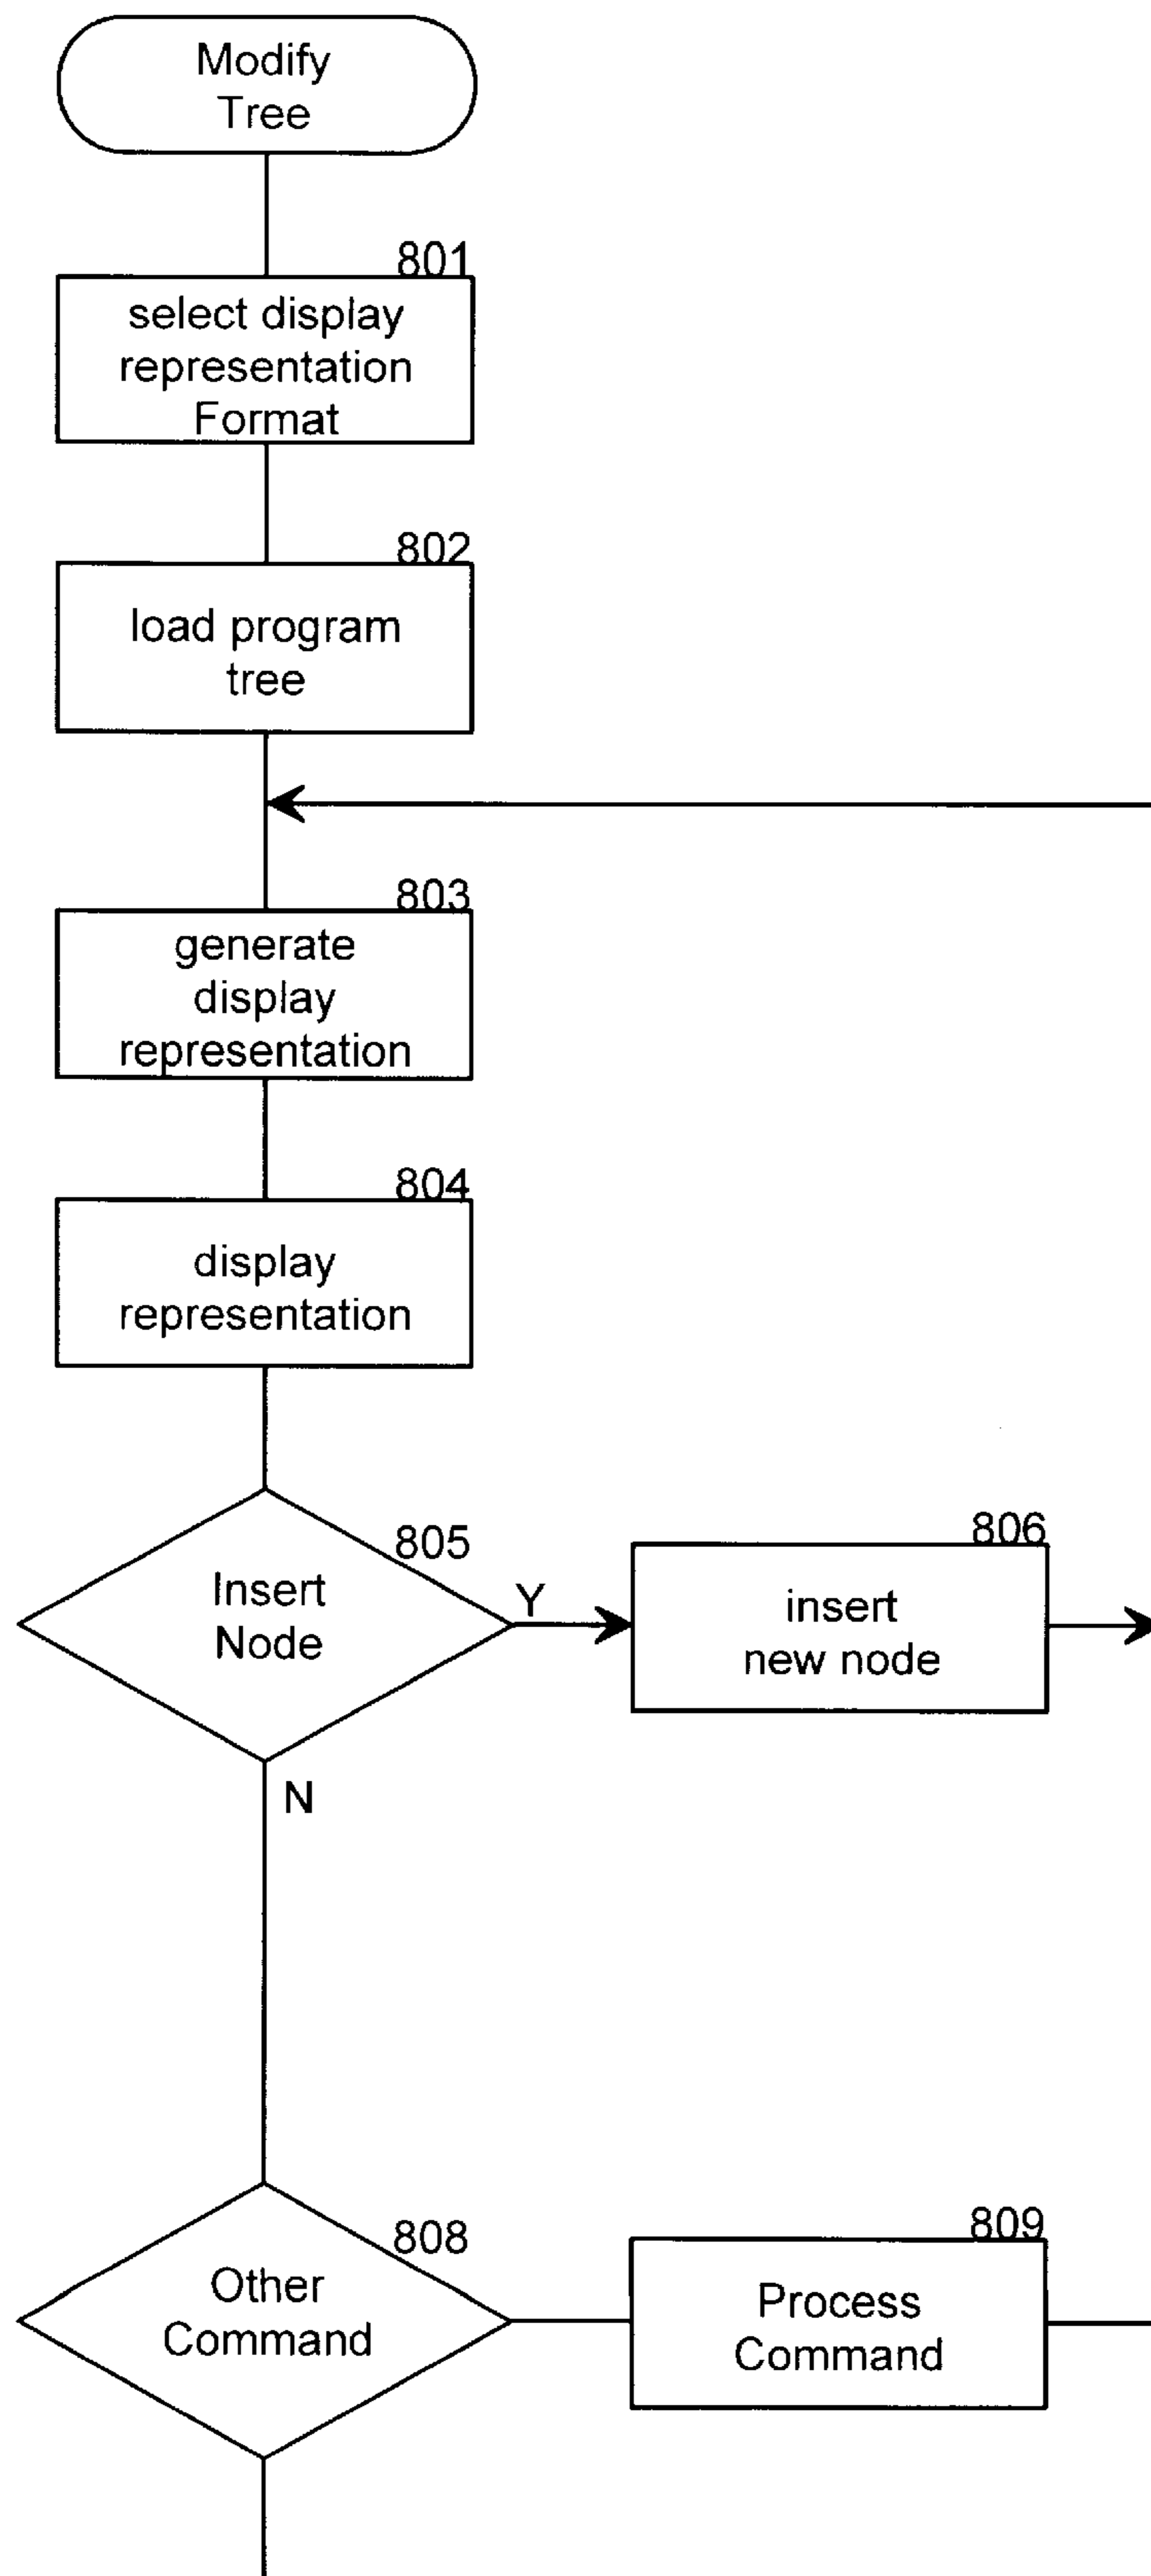 Modify
Tree
801
select display
representation
Format
802
load program
tree
803
generate
display
representation
804
display
representation
805
Insert
Node
Y
806
insert
new node
N
808
Other
Command
809
Process
Command